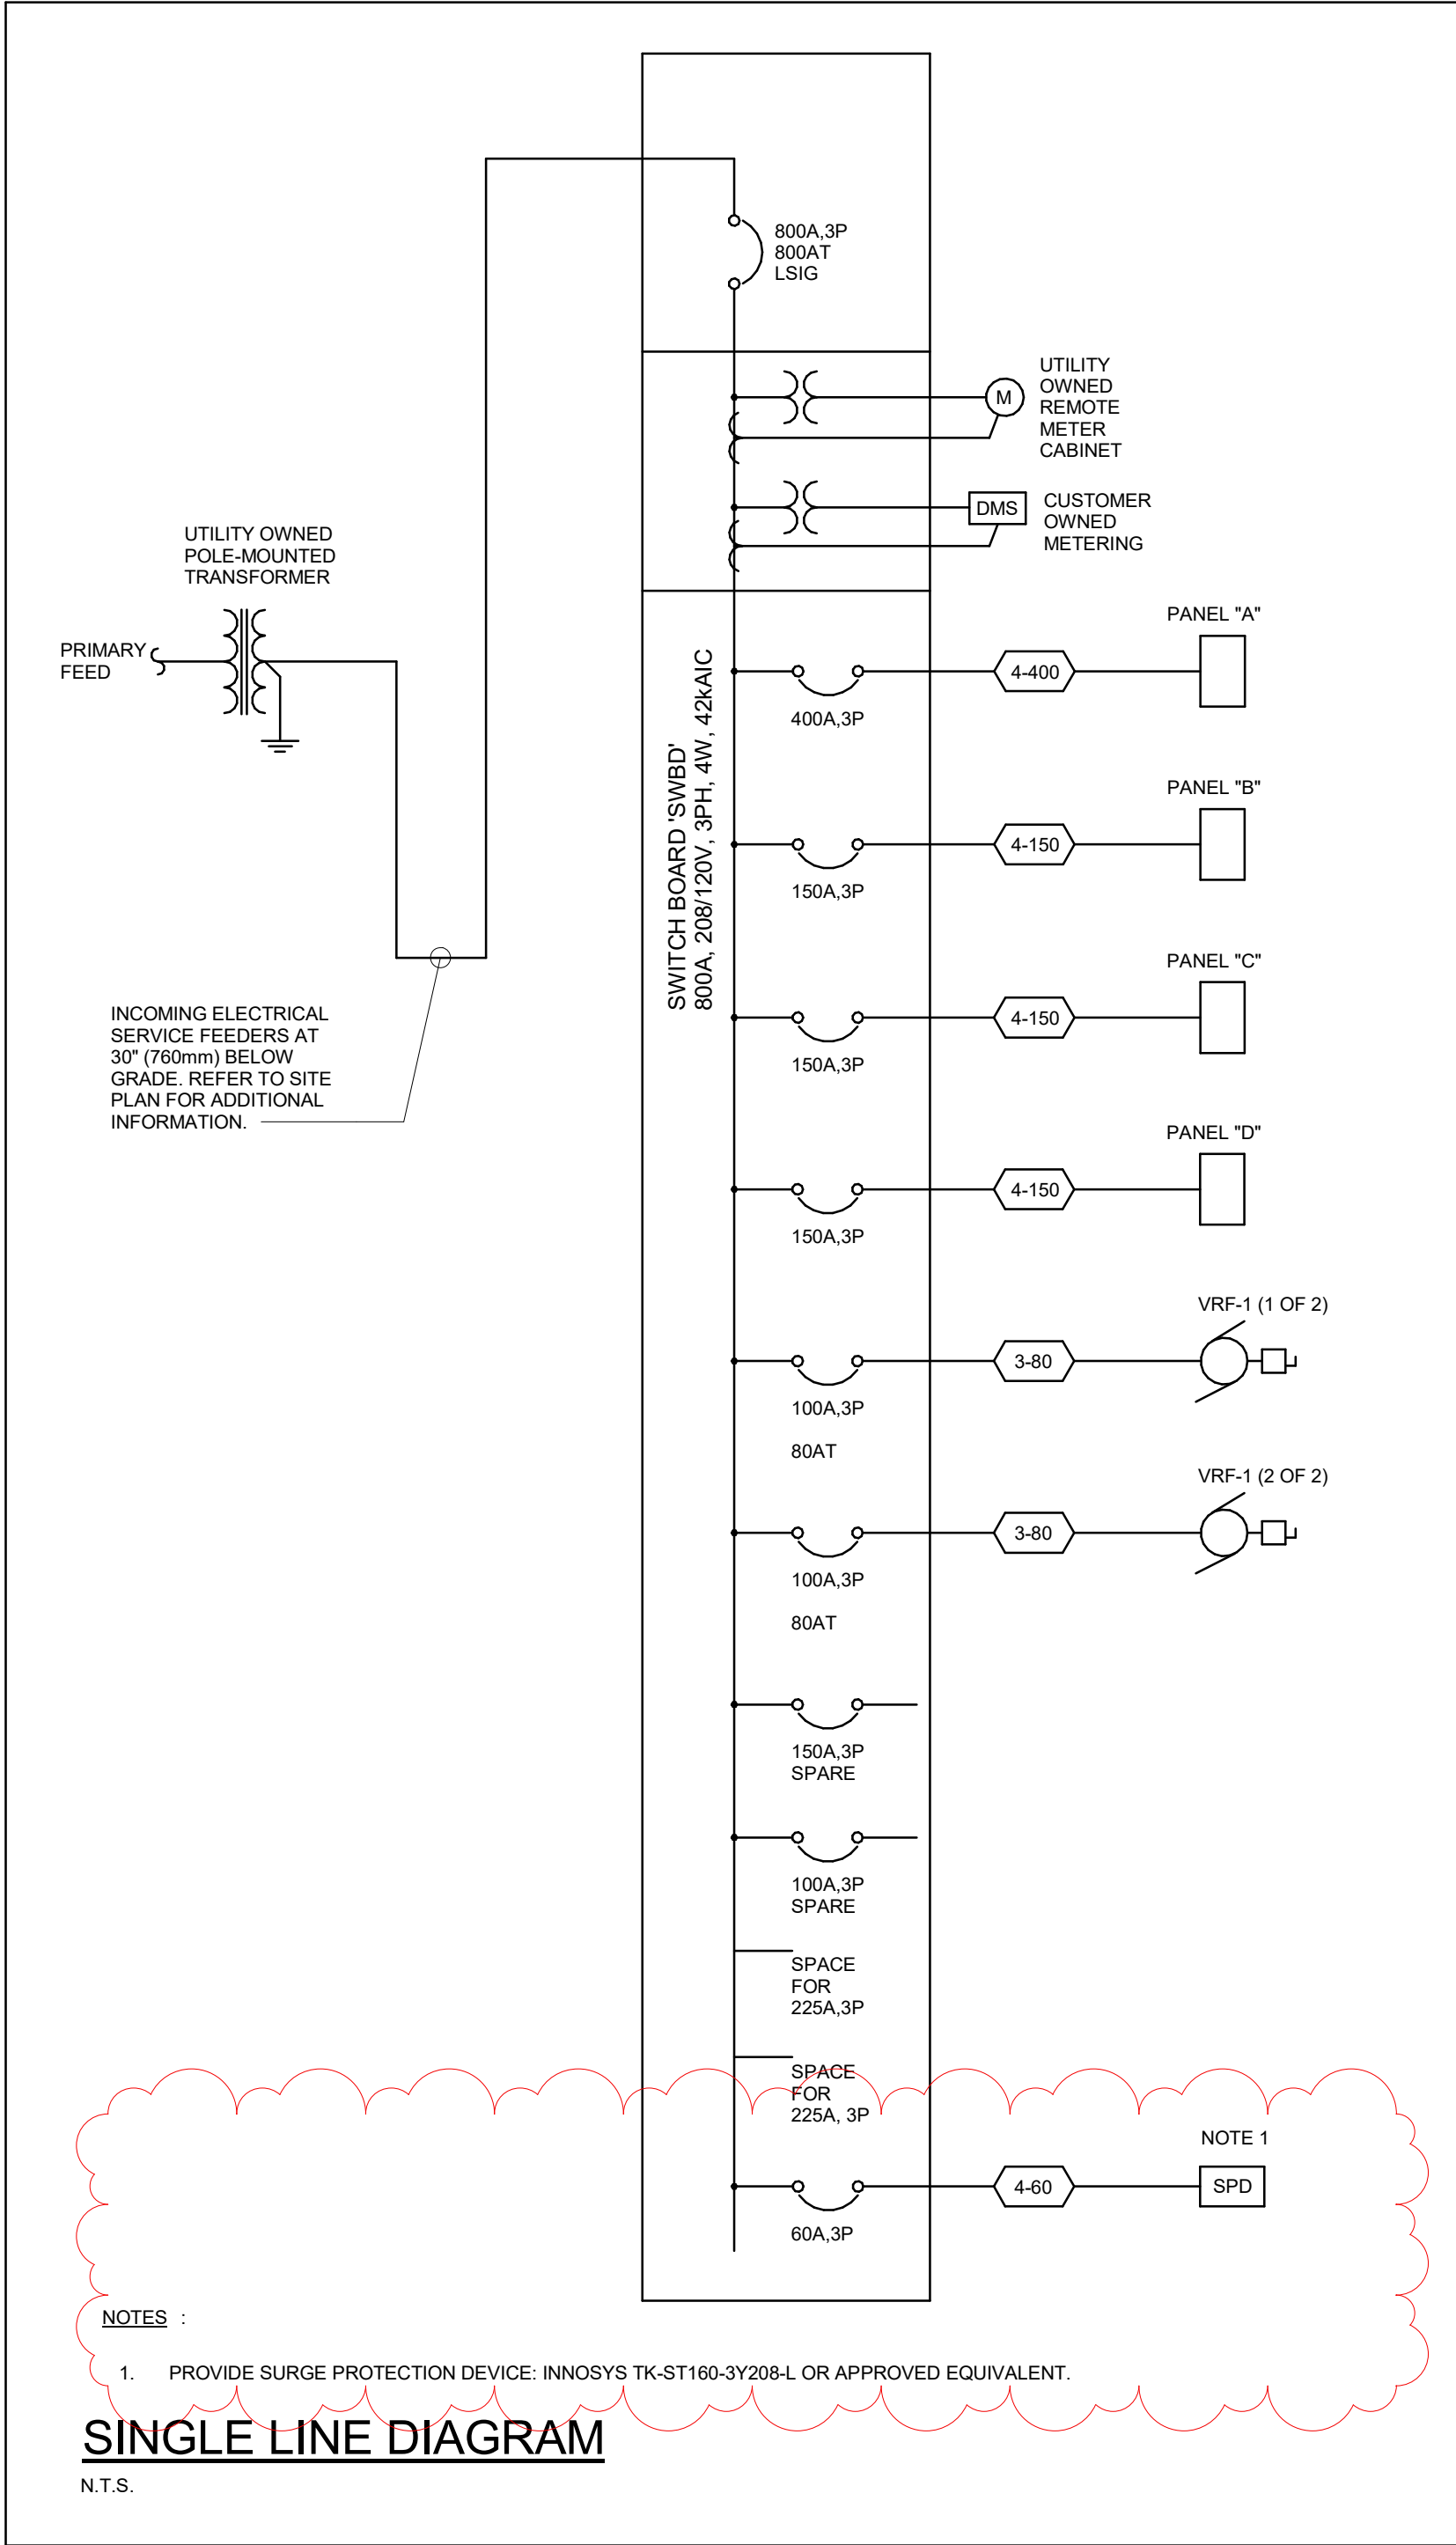 800A,3P
800AT
LSIG
UTILITY
OWNED
REMOTE
METER
CABINET
M
DMS
CUSTOMER
OWNED
METERING
UTILITY OWNED
POLE-MOUNTED
TRANSFORMER
PRIMARY
FEED
INCOMING ELECTRICAL
SERVICE FEEDERS AT
30" (760mm) BELOW
GRADE. REFER TO SITE
PLAN FOR ADDITIONAL
INFORMATION.
SWITCH BOARD 'SWBD'
800A, 208/120V, 3PH, 4W, 42kAIC
PANEL "A"
4-400
400A,3P
PANEL "B"
4-150
150A,3P
PANEL "C"
4-150
150A,3P
PANEL "D"
4-150
150A,3P
VRF-1 (1 OF 2)
3-80
100A,3P
80AT
VRF-1 (2 OF 2)
3-80
100A,3P
80AT
150A,3P
SPARE
100A,3P
SPARE
SPACE
FOR
225A,3P
SPACE
FOR
225A, 3P
NOTE 1
4-60
SPD
60A,3P
NOTES :
1. PROVIDE SURGE PROTECTION DEVICE: INNOSYS TK-ST160-3Y208-L OR APPROVED EQUIVALENT.
SINGLE LINE DIAGRAM
N.T.S.